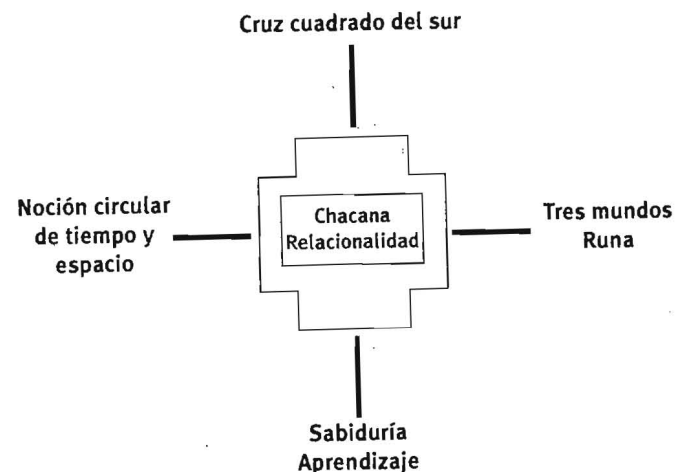 Cruz cuadrado del sur
Noción circular
de tiempo y
espacio
Chacana
Relacionalidad
Tres mundos
Runa
Sabiduría
Aprendizaje